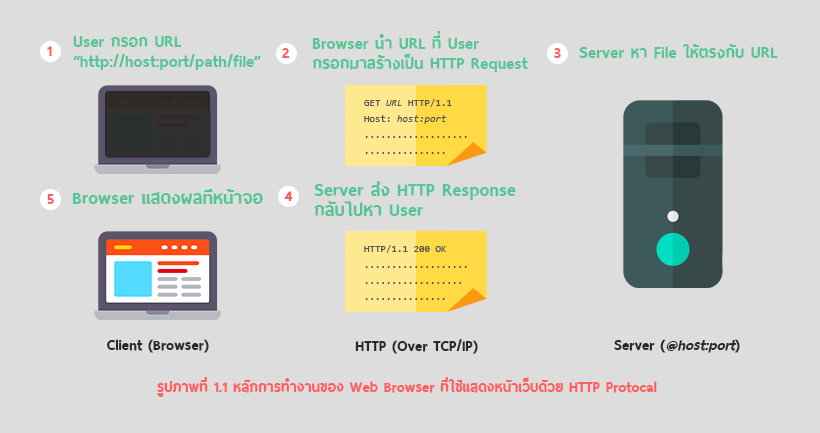 1
User กรอก URL
“http://host:port/path/file”
2
Browser นำ URL ที่ User
กรอกมาสร้างเป็น HTTP Request
3
Server หา File ให้ตรงกับ URL
GET URL HTTP/1.1
Host: host:port
...................
...............
5
Browser แสดงผลที่หน้าจอ
4
Server ส่ง HTTP Response
กลับไปหา User
HTTP/1.1 200 OK
...................
..................
...............
Client (Browser)
HTTP (Over TCP/IP)
Server (@host:port)
รูปภาพที่ 1.1 หลักการทำงานของ Web Browser ที่ใช้แสดงหน้าเว็บด้วย HTTP Protocal